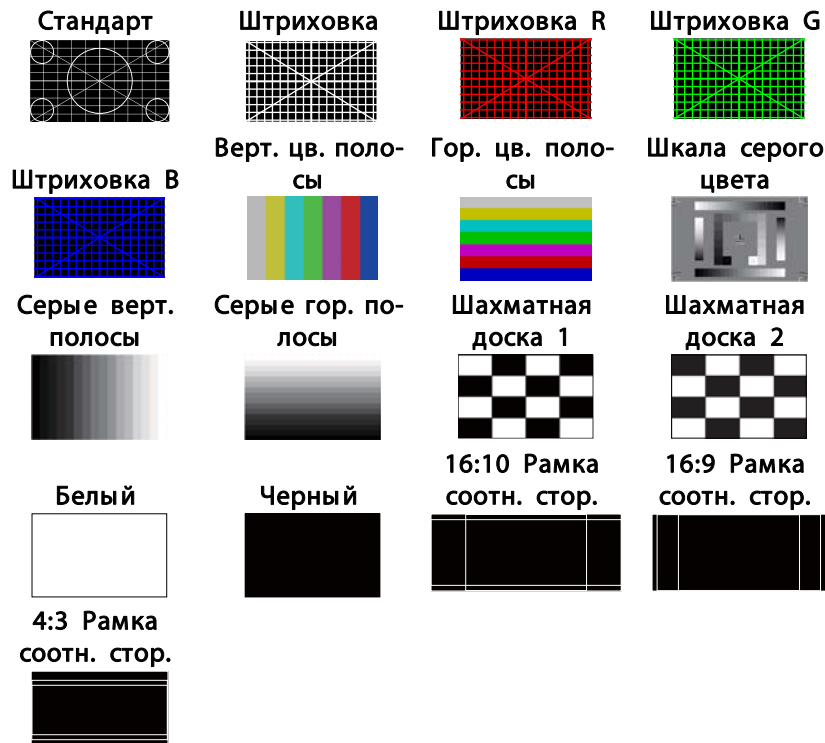 Стандарт
Штриховка
Штриховка R
Штриховка G
Штриховка B
Верт. цв. поло-
сы
Гор. цв. поло-
сы
Шкала серого
цвета
Серые верт.
полосы
Серые гор. по-
лосы
Шахматная
доска 1
Шахматная
доска 2
Белый
Черный
16:10 Рамка
соотн. стор.
16:9 Рамка
соотн. стор.
4:3 Рамка
соотн. стор.